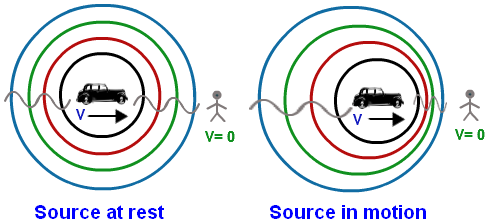 V
V= 0
V
V= 0
Source at rest
Source in motion